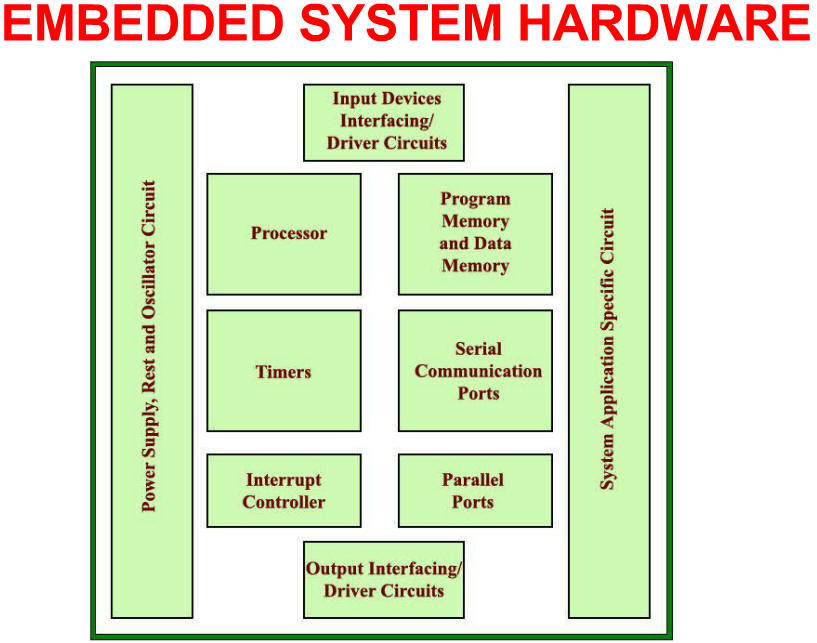 EMBEDDED SYSTEM HARDWARE
Power Supply, Rest and Oscillator Circuit
Input Devices
Interfacing/
Driver Circuits
Processor
Program
Memory
and Data
Memory
Timers
Serial
Communication
Ports
Interrupt
Controller
Parallel
Ports
Output Interfacing/
Driver Circuits
System Application Specific Circuit